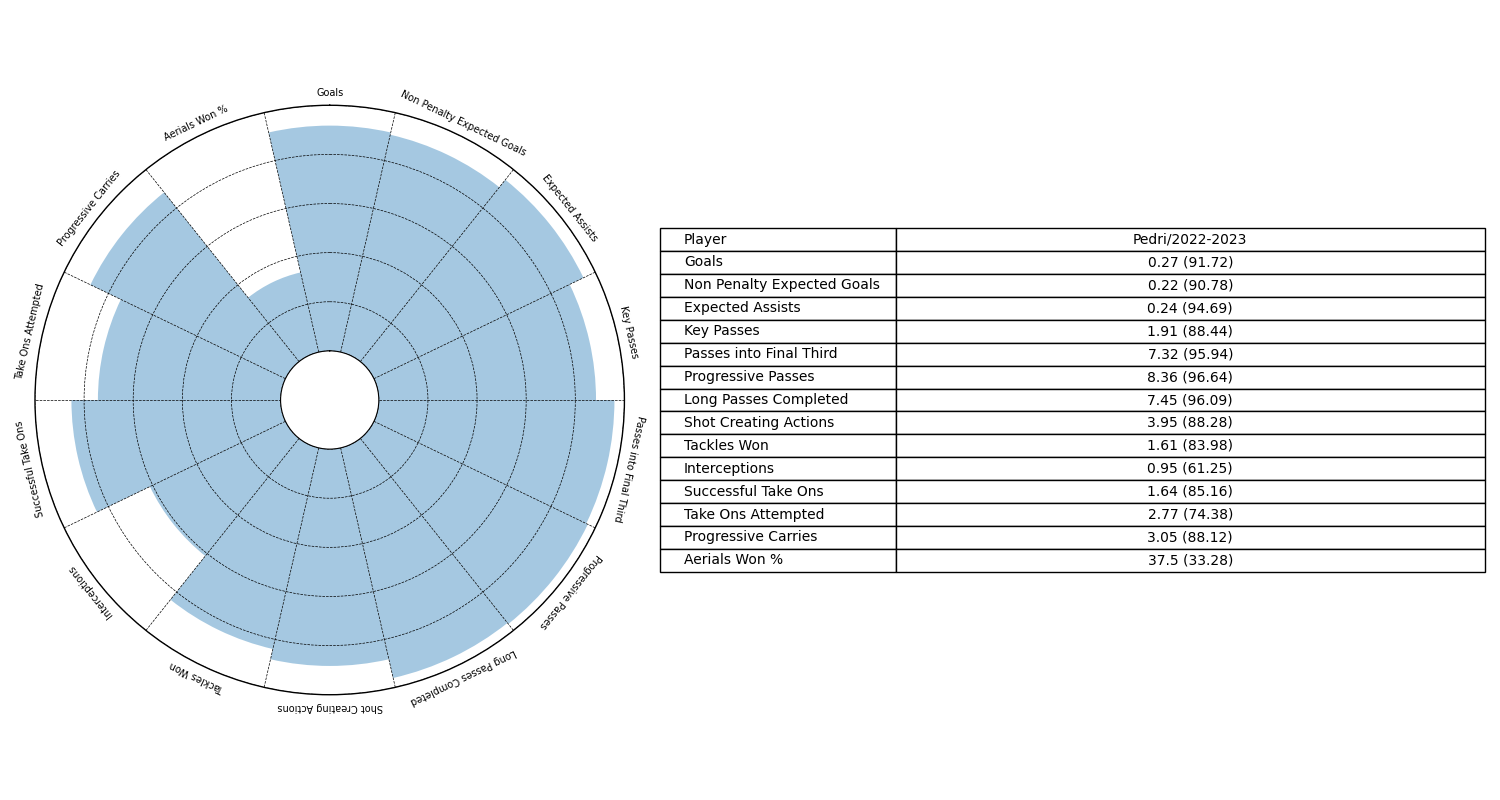 Goals
Non Penalty Expected Goals
Expected Assists
Key Passes
Passes into Final Third
Progressive Passes
Long Passes Completed
Shot Creating Actions
Tackles Won
Interceptions
Successful Take Ons
Take Ons Attempted
Progressive Carries
Aerials Won %
Player Pedri/2022-2023
Goals 0.27 (91.72)
Non Penalty Expected Goals 0.22 (90.78)
Expected Assists 0.24 (94.69)
Key Passes 1.91 (88.44)
Passes into Final Third 7.32 (95.94)
Progressive Passes 8.36 (96.64)
Long Passes Completed 7.45 (96.09)
Shot Creating Actions 3.95 (88.28)
Tackles Won 1.61 (83.98)
Interceptions 0.95 (61.25)
Successful Take Ons 1.64 (85.16)
Take Ons Attempted 2.77 (74.38)
Progressive Carries 3.05 (88.12)
Aerials Won % 37.5 (33.28)